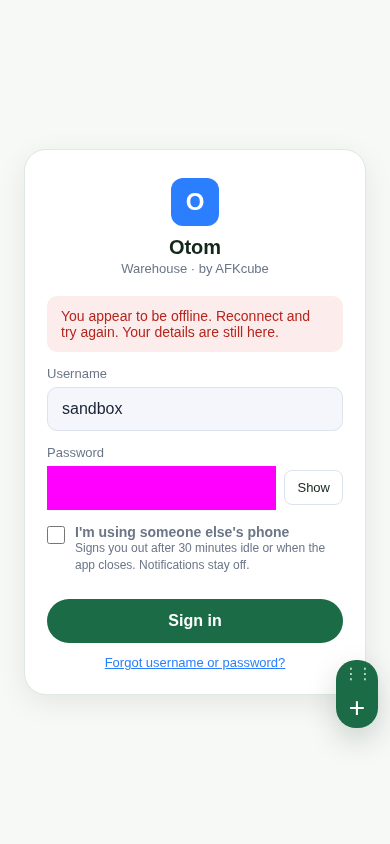 O
Otom
Warehouse · by AFKcube
You appear to be offline. Reconnect and
try again. Your details are still here.
Username
sandbox
Password
Show
I'm using someone else's phone
Signs you out after 30 minutes idle or when the
app closes. Notifications stay off.
Sign in
Forgot username or password?
+